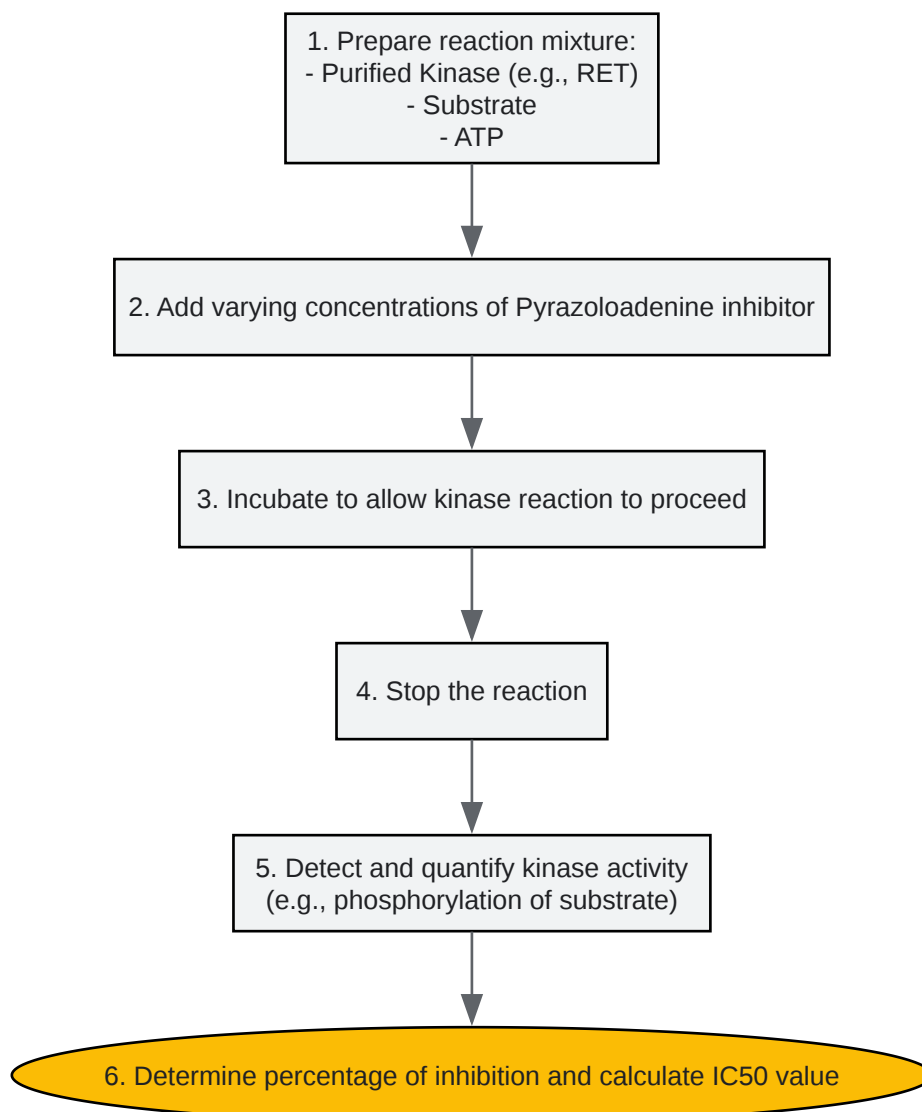 1. Prepare reaction mixture:
- Purified Kinase (e.g., RET)
- Substrate
- ATP
2. Add varying concentrations of Pyrazoloadenine inhibitor
3. Incubate to allow kinase reaction to proceed
4. Stop the reaction
5. Detect and quantify kinase activity
(e.g., phosphorylation of substrate)
6. Determine percentage of inhibition and calculate IC50 value